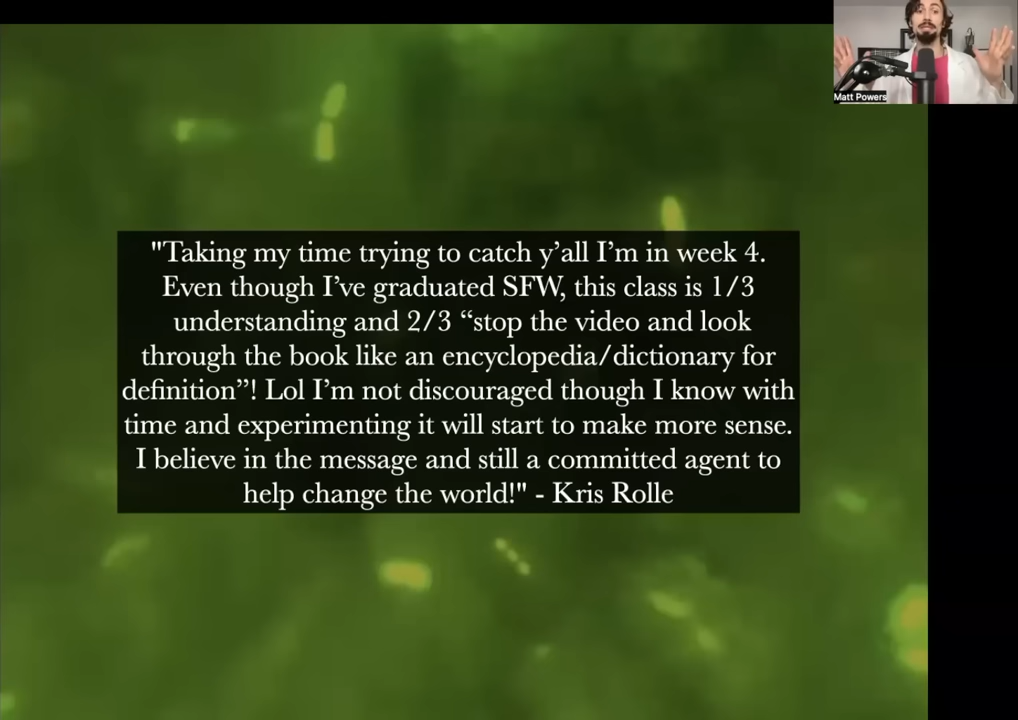 Matt Powers
"Taking my time trying to catch y’all I’m in week 4.
Even though I’ve graduated SFW, this class is 1/3
understanding and 2/3 “stop the video and look
through the book like an encyclopedia/dictionary for
definition”! Lol I’m not discouraged though I know with
time and experimenting it will start to make more sense.
I believe in the message and still a committed agent to
help change the world!" - Kris Rolle